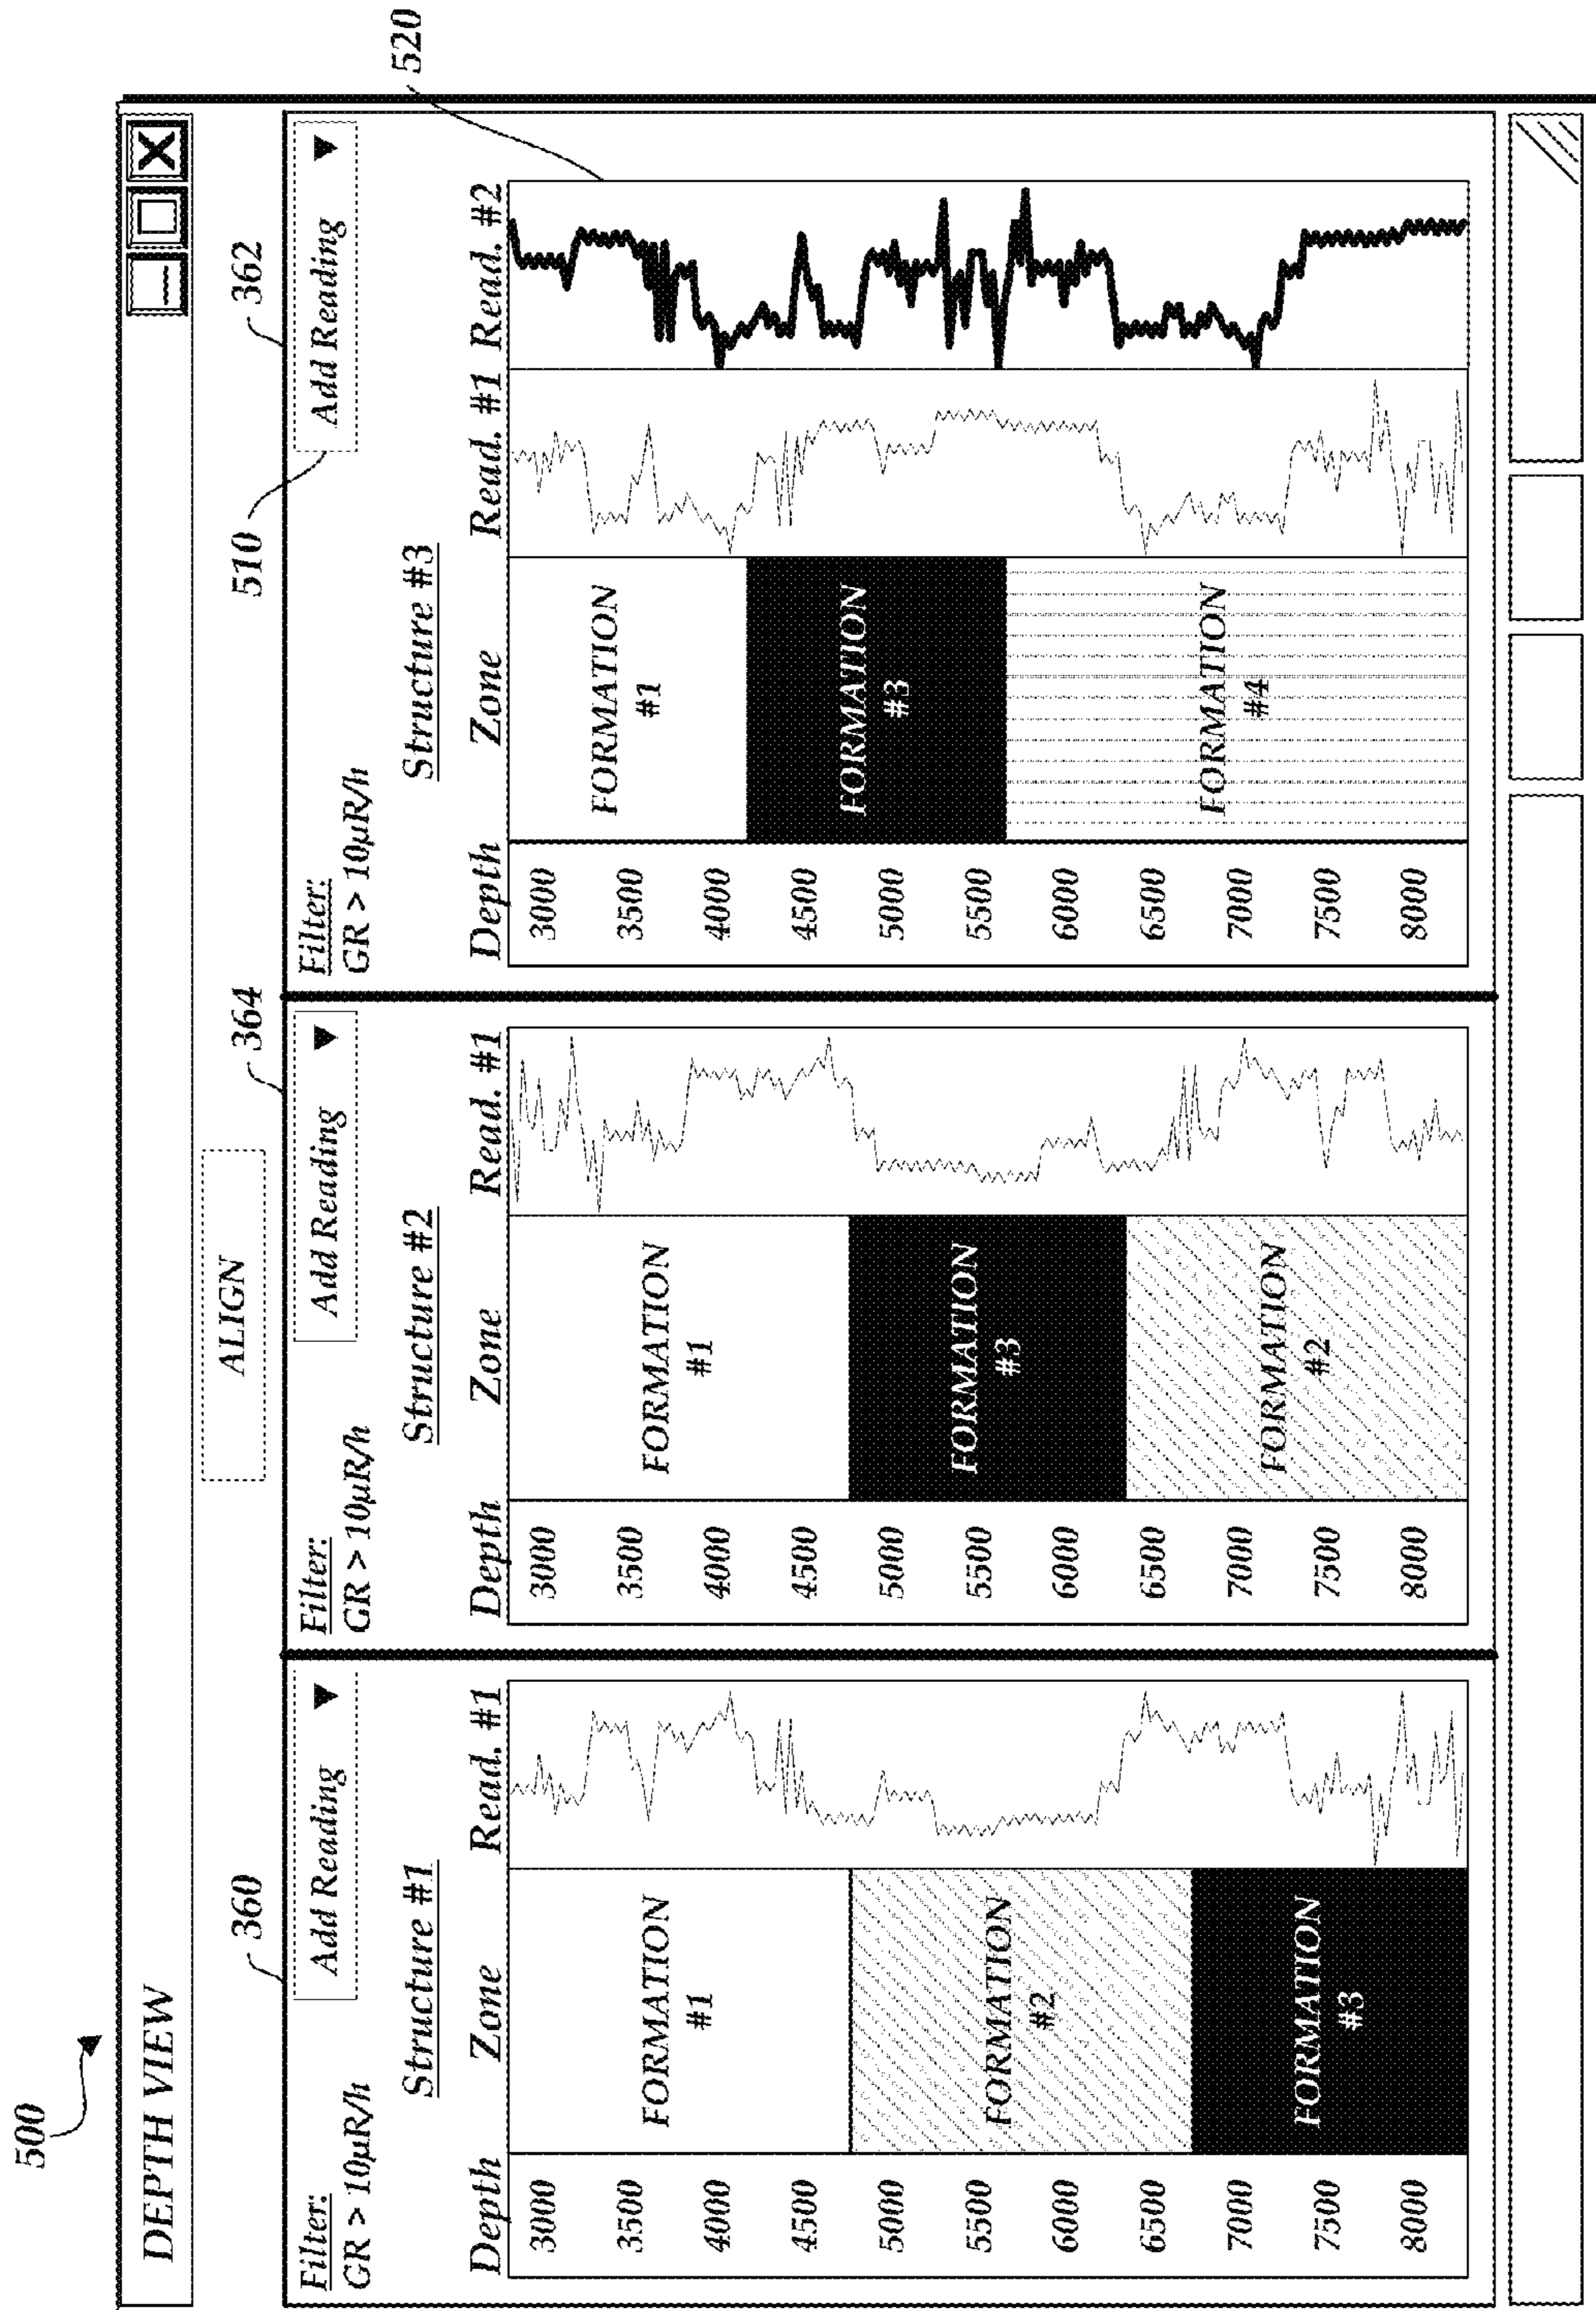 500
DEPTH VIEW
ALIGN
360
364
510
362
520
Filter:
GR > 10µR/h
Add Reading
Structure #1
Depth Zone Read. #1
3000
3500
4000
4500
5000
5500
6000
6500
7000
7500
8000
FORMATION
#1
FORMATION
#2
FORMATION
#3
Filter:
GR > 10µR/h
Add Reading
Structure #2
Depth Zone Read. #1
3000
3500
4000
4500
5000
5500
6000
6500
7000
7500
8000
FORMATION
#1
FORMATION
#3
FORMATION
#2
Filter:
GR > 10µR/h
Add Reading
Structure #3
Depth Zone Read. #1 Read. #2
3000
3500
4000
4500
5000
5500
6000
6500
7000
7500
8000
FORMATION
#1
FORMATION
#3
FORMATION
#4